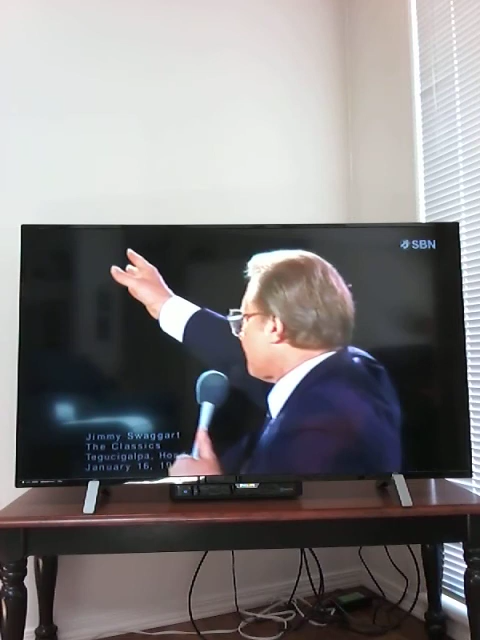 SBN
Jimmy Swaggart
The Classics
Tegucigalpa,
January 16,